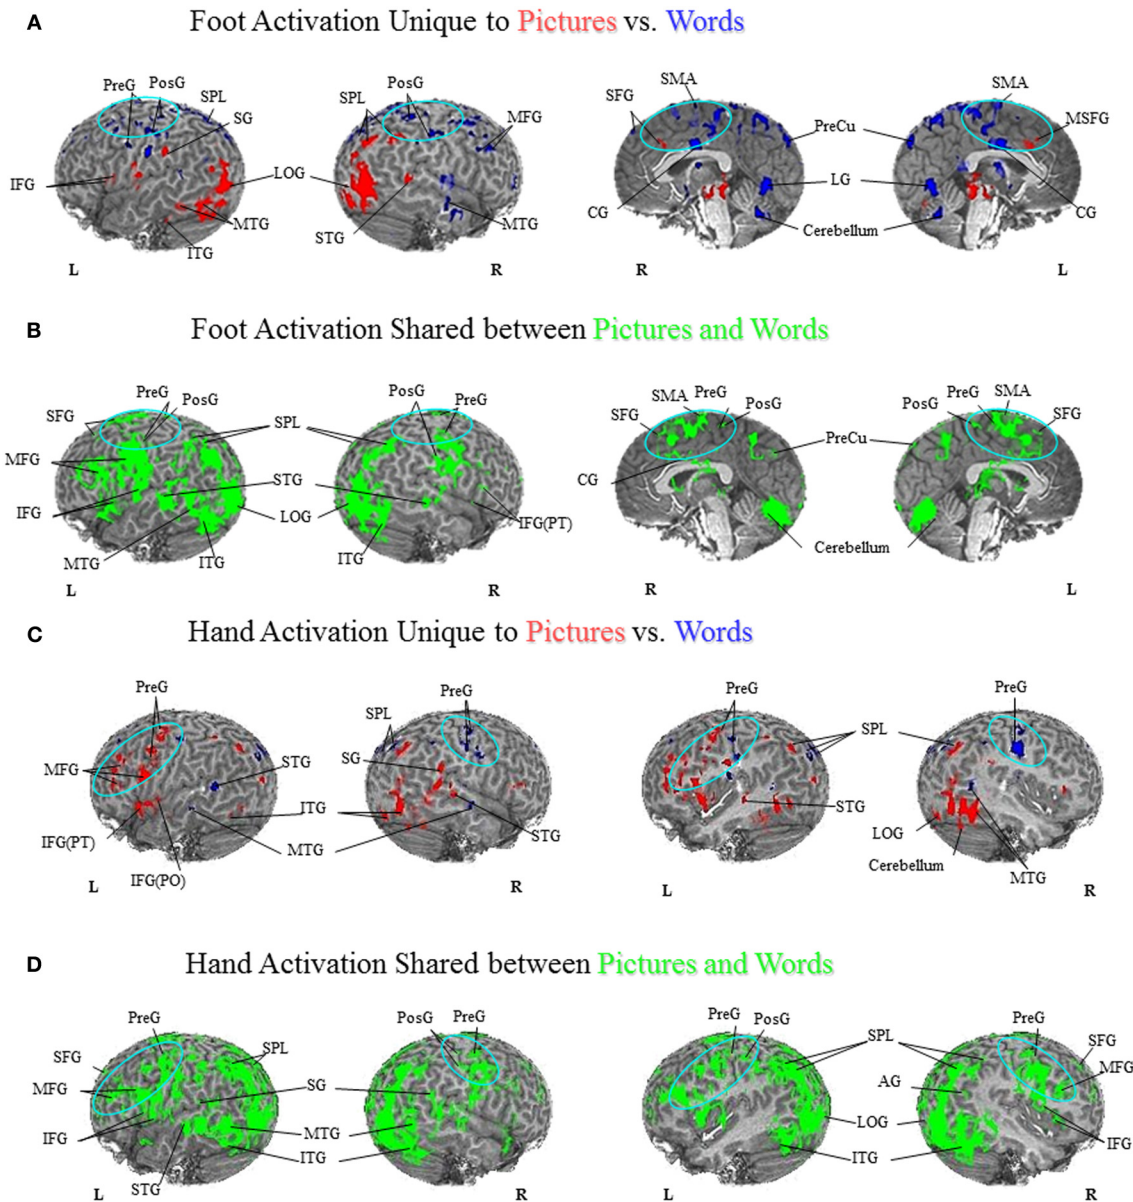 A
Foot Activation Unique to Pictures vs. Words
PreG
PosG
SPL
SG
IFG
LOG
MTG
ITG
L
SPL
PosG
MFG
STG
MTG
R
SFG
SMA
PreCu
LG
CG
Cerebellum
R
SMA
MSFG
CG
L
B
Foot Activation Shared between Pictures and Words
SFG
PreG
PosG
SPL
MFG
IFG
STG
LOG
MTG
ITG
L
PosG
PreG
IFG(PT)
ITG
R
SFG
SMA
PreG
PosG
PreCu
CG
Cerebellum
R
PosG
PreG
SMA
SFG
L
C
Hand Activation Unique to Pictures vs. Words
PreG
MFG
STG
ITG
IFG(PT)
MTG
IFG(PO)
L
SPL
PreG
SG
STG
R
PreG
SPL
STG
L
PreG
LOG
Cerebellum
MTG
R
D
Hand Activation Shared between Pictures and Words
PreG
SFG
SPL
MFG
SG
IFG
MTG
ITG
STG
L
PosG
PreG
R
PreG
PosG
SPL
AG
LOG
ITG
L
PreG
SFG
MFG
IFG
R